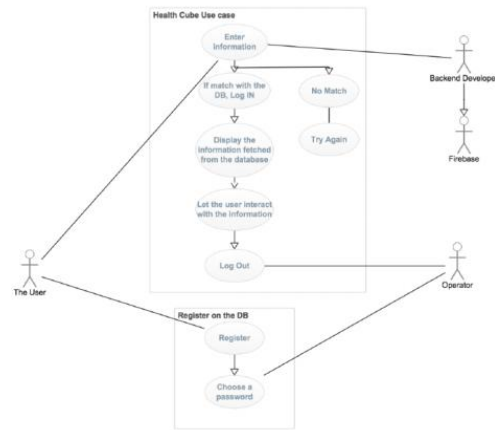 Health Cube Use case
Enter
Information
If match with the
DB, Log IN
No Match
Display the
information fetched
from the database
Try Again
Let the user interact
with the information
Log Out
Backend Develope
Firebase
The User
Operator
Register on the DB
Register
Choose a
password